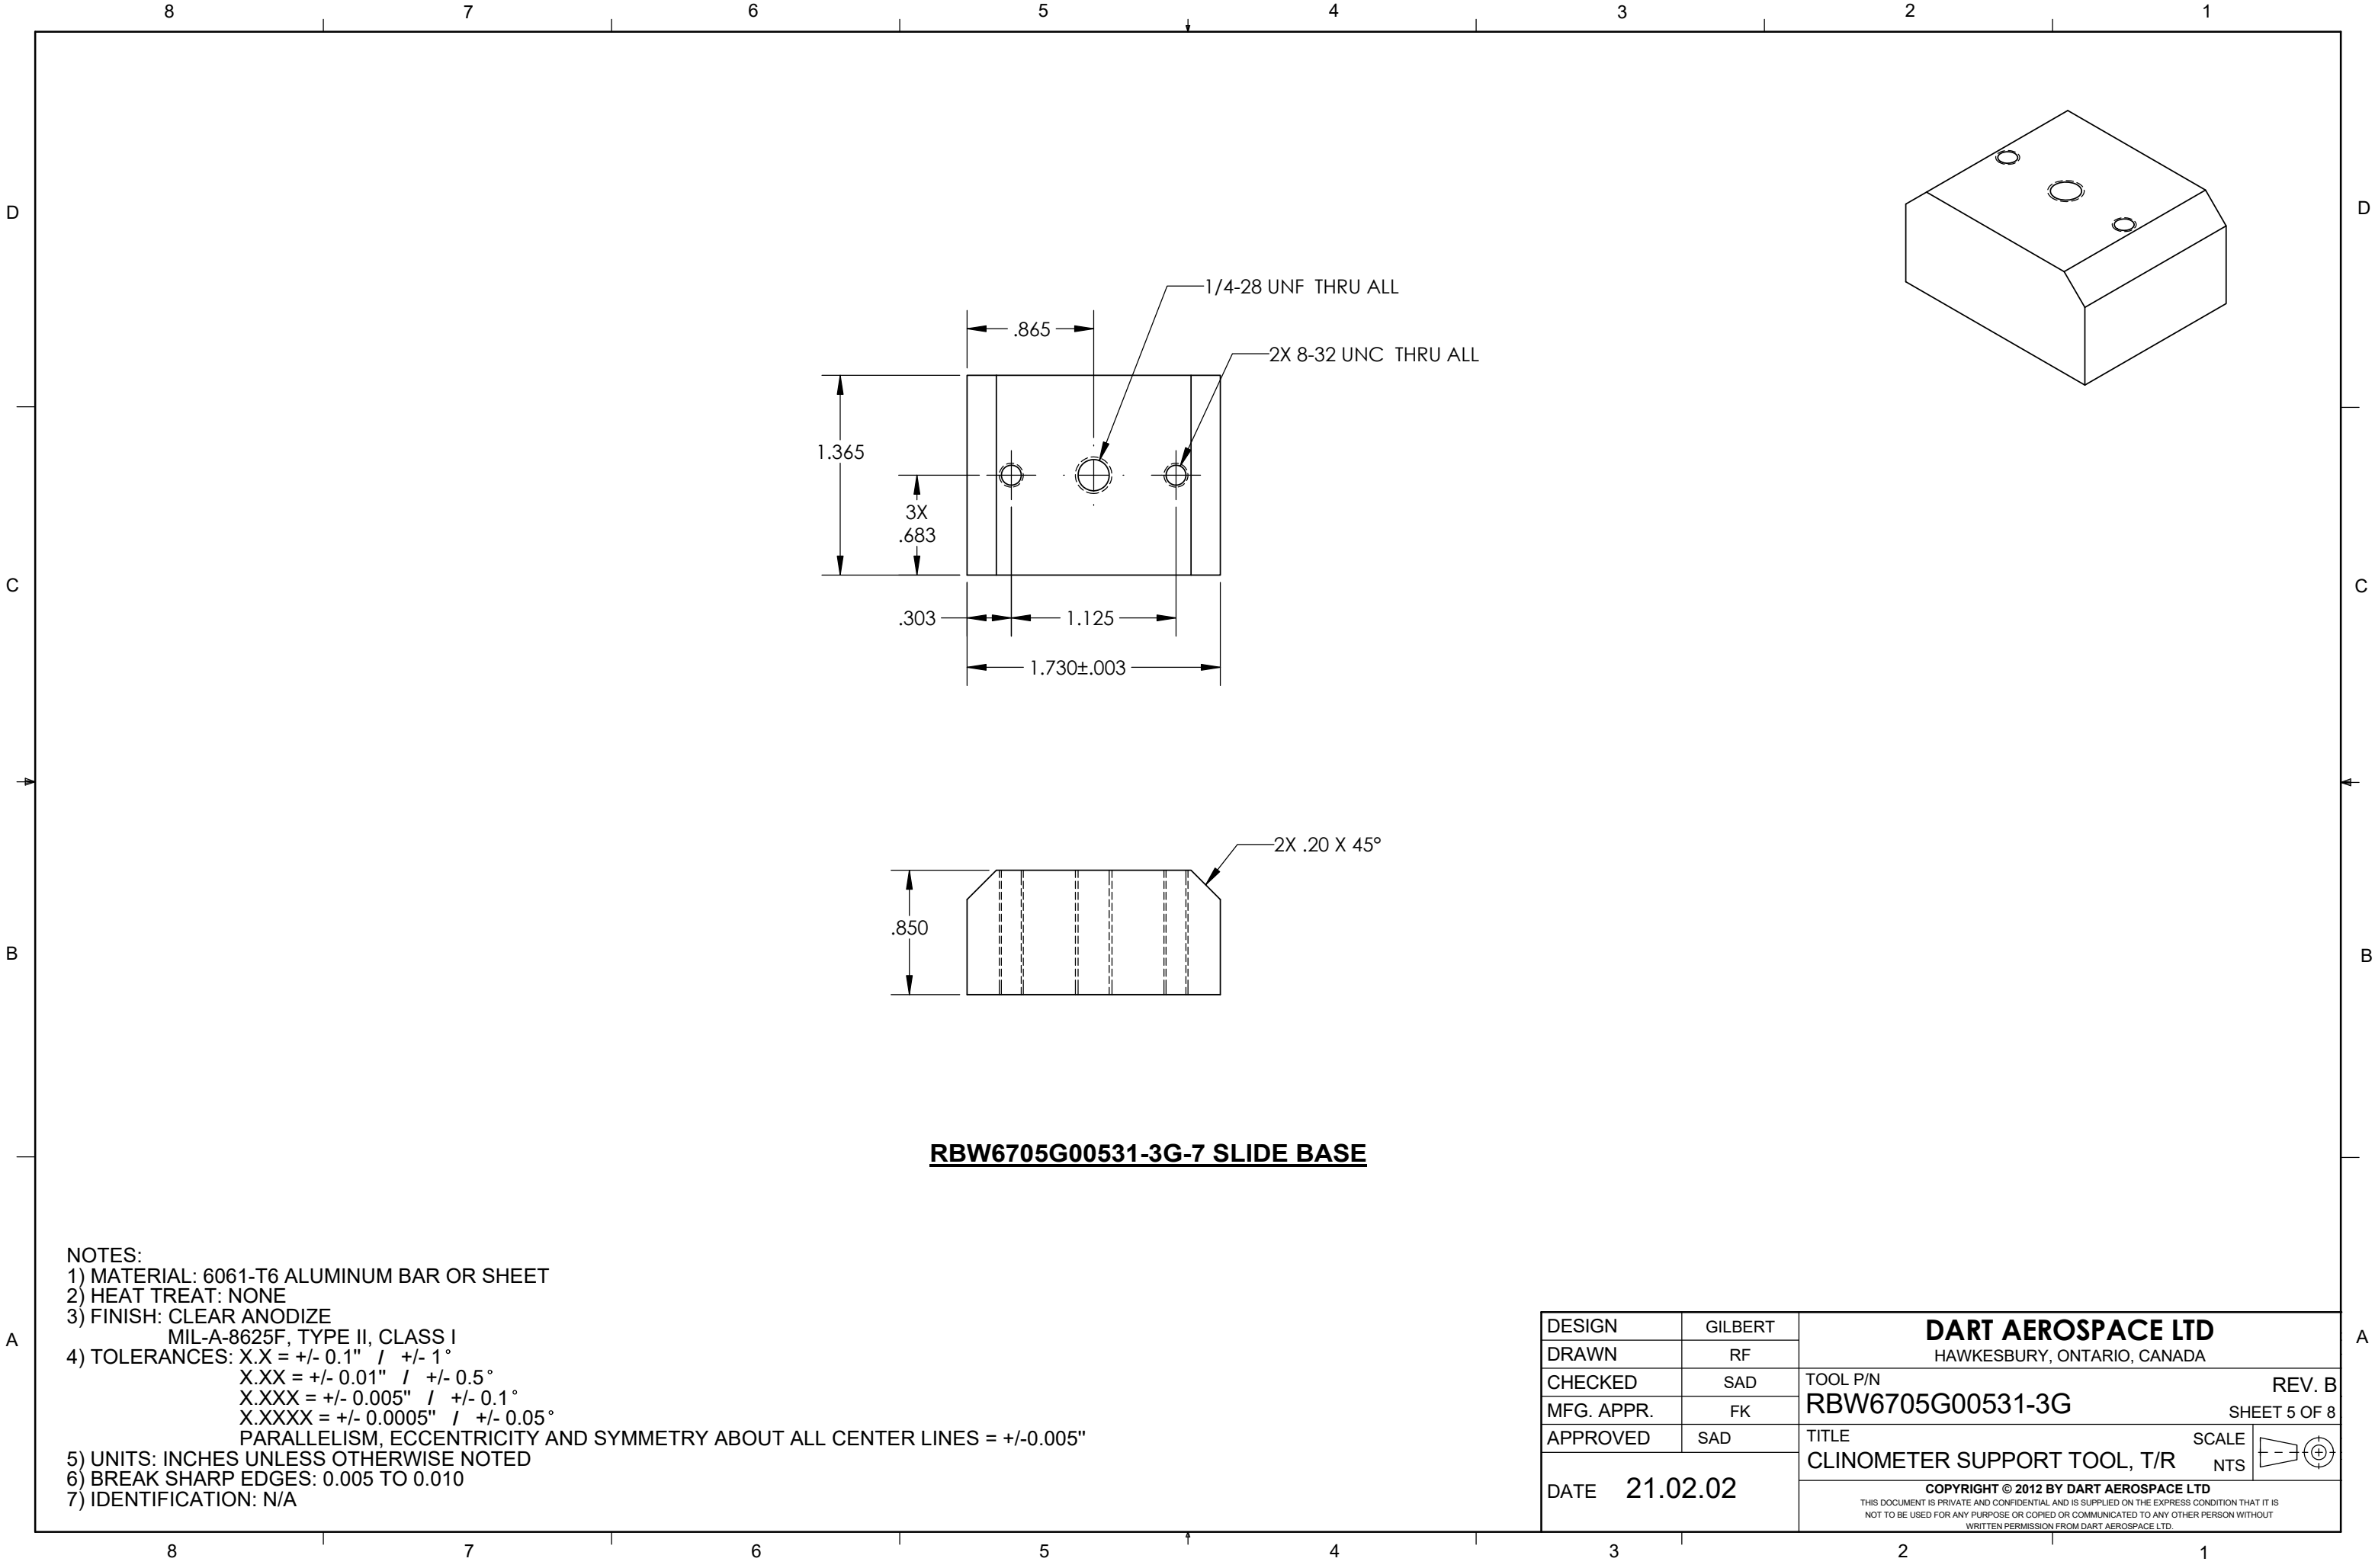 8 7 6 5 4 3 2 1
D D
1/4-28 UNF THRU ALL
.865
2X 8-32 UNC THRU ALL
1.365
3X
.683
C C
.303 1.125
1.730±.003
2X .20 X 45°
.850
B B
RBW6705G00531-3G-7 SLIDE BASE
NOTES:
1) MATERIAL: 6061-T6 ALUMINUM BAR OR SHEET
2) HEAT TREAT: NONE
3) FINISH: CLEAR ANODIZE
MIL-A-8625F, TYPE II, CLASS I
4) TOLERANCES: X.X = +/- 0.1" / +/- 1°
X.XX = +/- 0.01" / +/- 0.5°
X.XXX = +/- 0.005" / +/- 0.1°
X.XXXX = +/- 0.0005" / +/- 0.05°
PARALLELISM, ECCENTRICITY AND SYMMETRY ABOUT ALL CENTER LINES = +/-0.005"
5) UNITS: INCHES UNLESS OTHERWISE NOTED
6) BREAK SHARP EDGES: 0.005 TO 0.010
7) IDENTIFICATION: N/A
A A
DESIGN GILBERT
DRAWN RF
CHECKED SAD
MFG. APPR. FK
APPROVED SAD
DATE 21.02.02
DART AEROSPACE LTD
HAWKESBURY, ONTARIO, CANADA
TOOL P/N REV. B
RBW6705G00531-3G
SHEET 5 OF 8
TITLE SCALE
CLINOMETER SUPPORT TOOL, T/R NTS
COPYRIGHT © 2012 BY DART AEROSPACE LTD
THIS DOCUMENT IS PRIVATE AND CONFIDENTIAL AND IS SUPPLIED ON THE EXPRESS CONDITION THAT IT IS
NOT TO BE USED FOR ANY PURPOSE OR COPIED OR COMMUNICATED TO ANY OTHER PERSON WITHOUT
WRITTEN PERMISSION FROM DART AEROSPACE LTD.
8 7 6 5 4 3 2 1